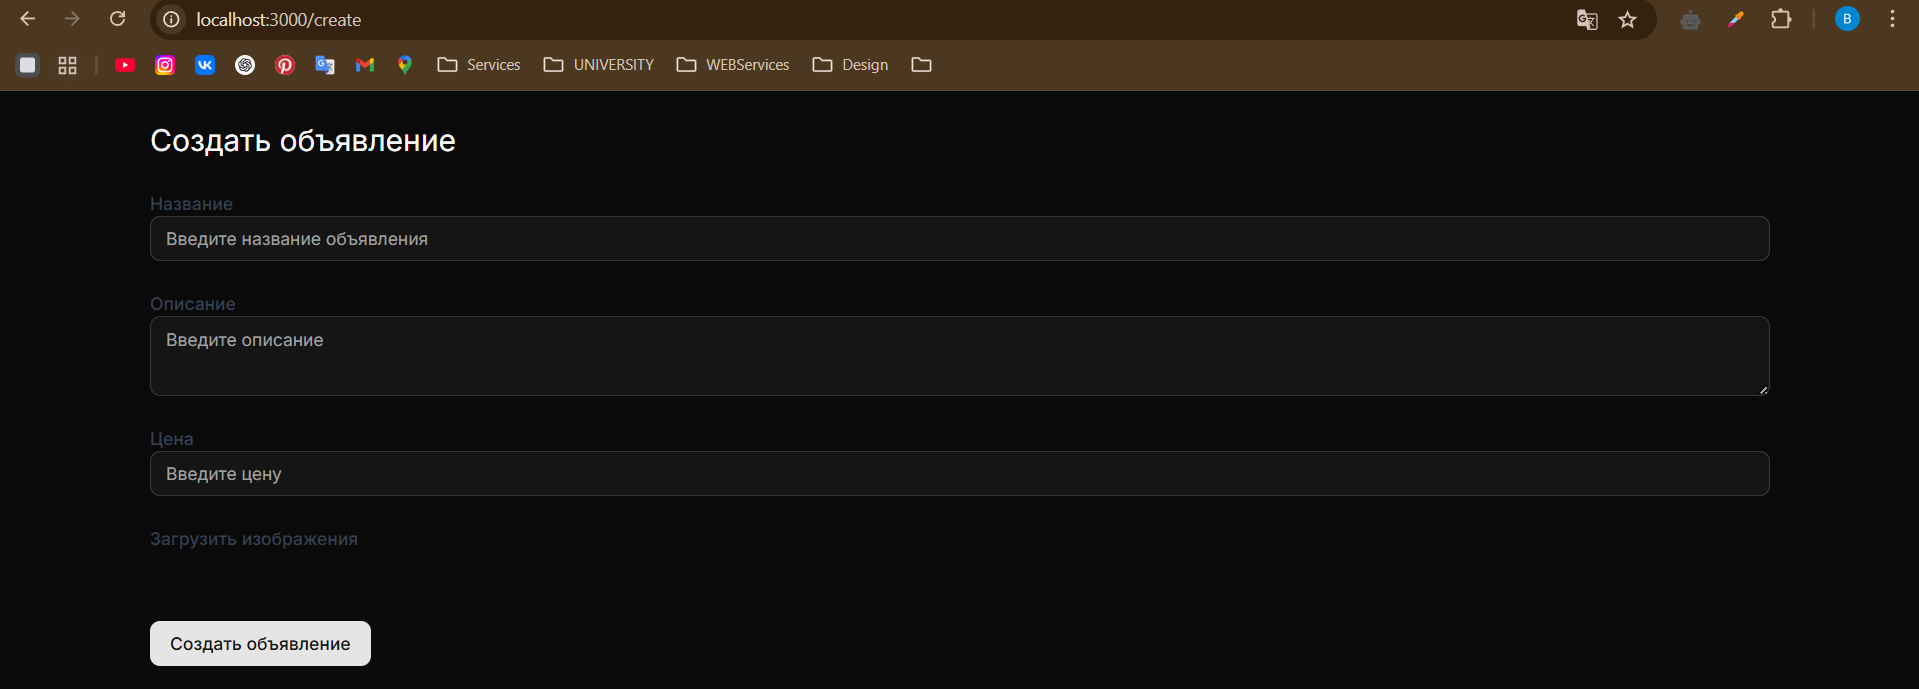 localhost:3000/create
B
Services UNIVERSITY WEBServices Design
Создать объявление
Название
Введите название объявления
Описание
Введите описание
Цена
Введите цену
Загрузить изображения
Создать объявление